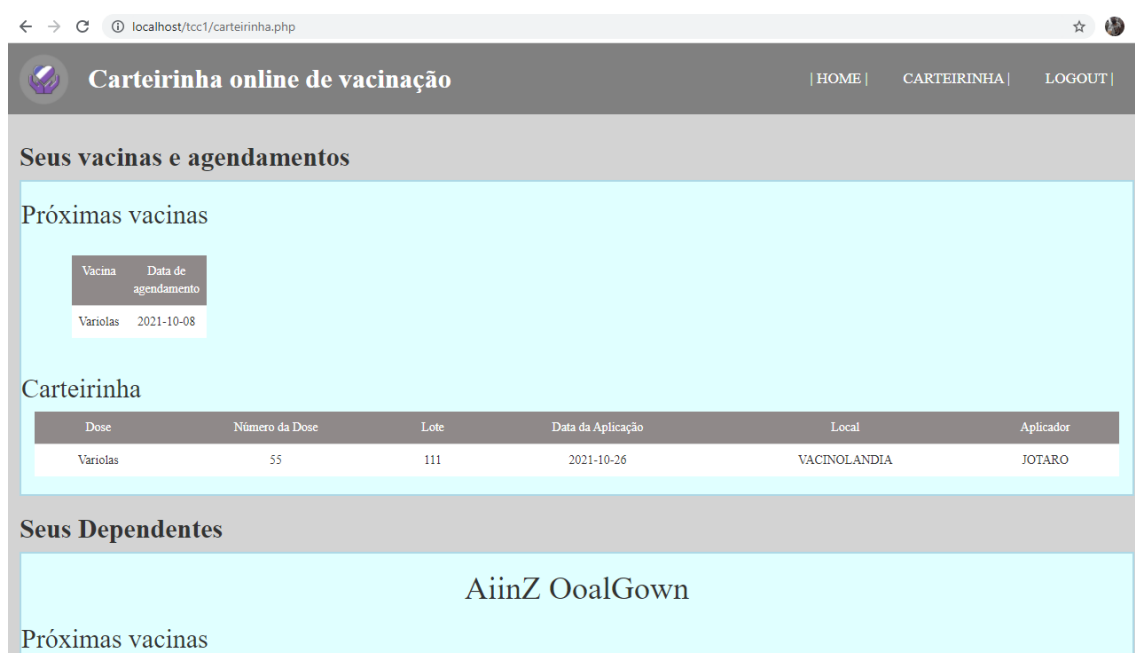 localhost/tcc1/carteirinha.php
Carteirinha online de vacinação
| HOME | CARTEIRINHA | LOGOUT |
Seus vacinas e agendamentos
Próximas vacinas
Vacina Data de
agendamento
Variolas 2021-10-08
Carteirinha
Dose Número da Dose Lote Data da Aplicação Local Aplicador
Variolas 55 111 2021-10-26 VACINOLANDIA JOTARO
Seus Dependentes
AiinZ OoalGown
Próximas vacinas